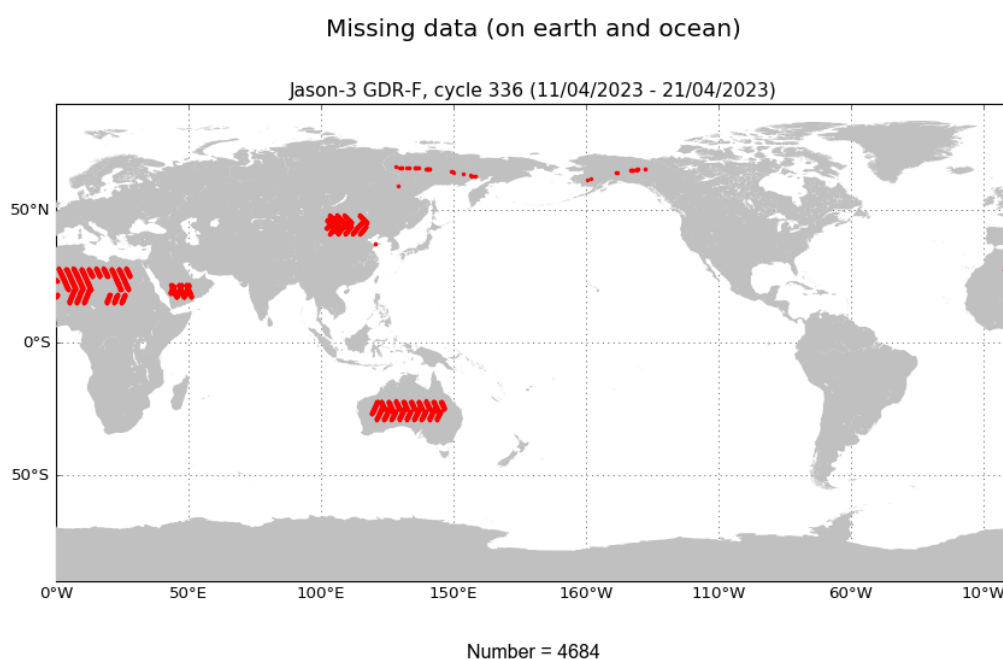 Missing data (on earth and ocean)
Jason-3 GDR-F, cycle 336 (11/04/2023 - 21/04/2023)
50°N
0°S
50°S
0°W
50°E
100°E
150°E
160°W
110°W
60°W
10°W
Number = 4684